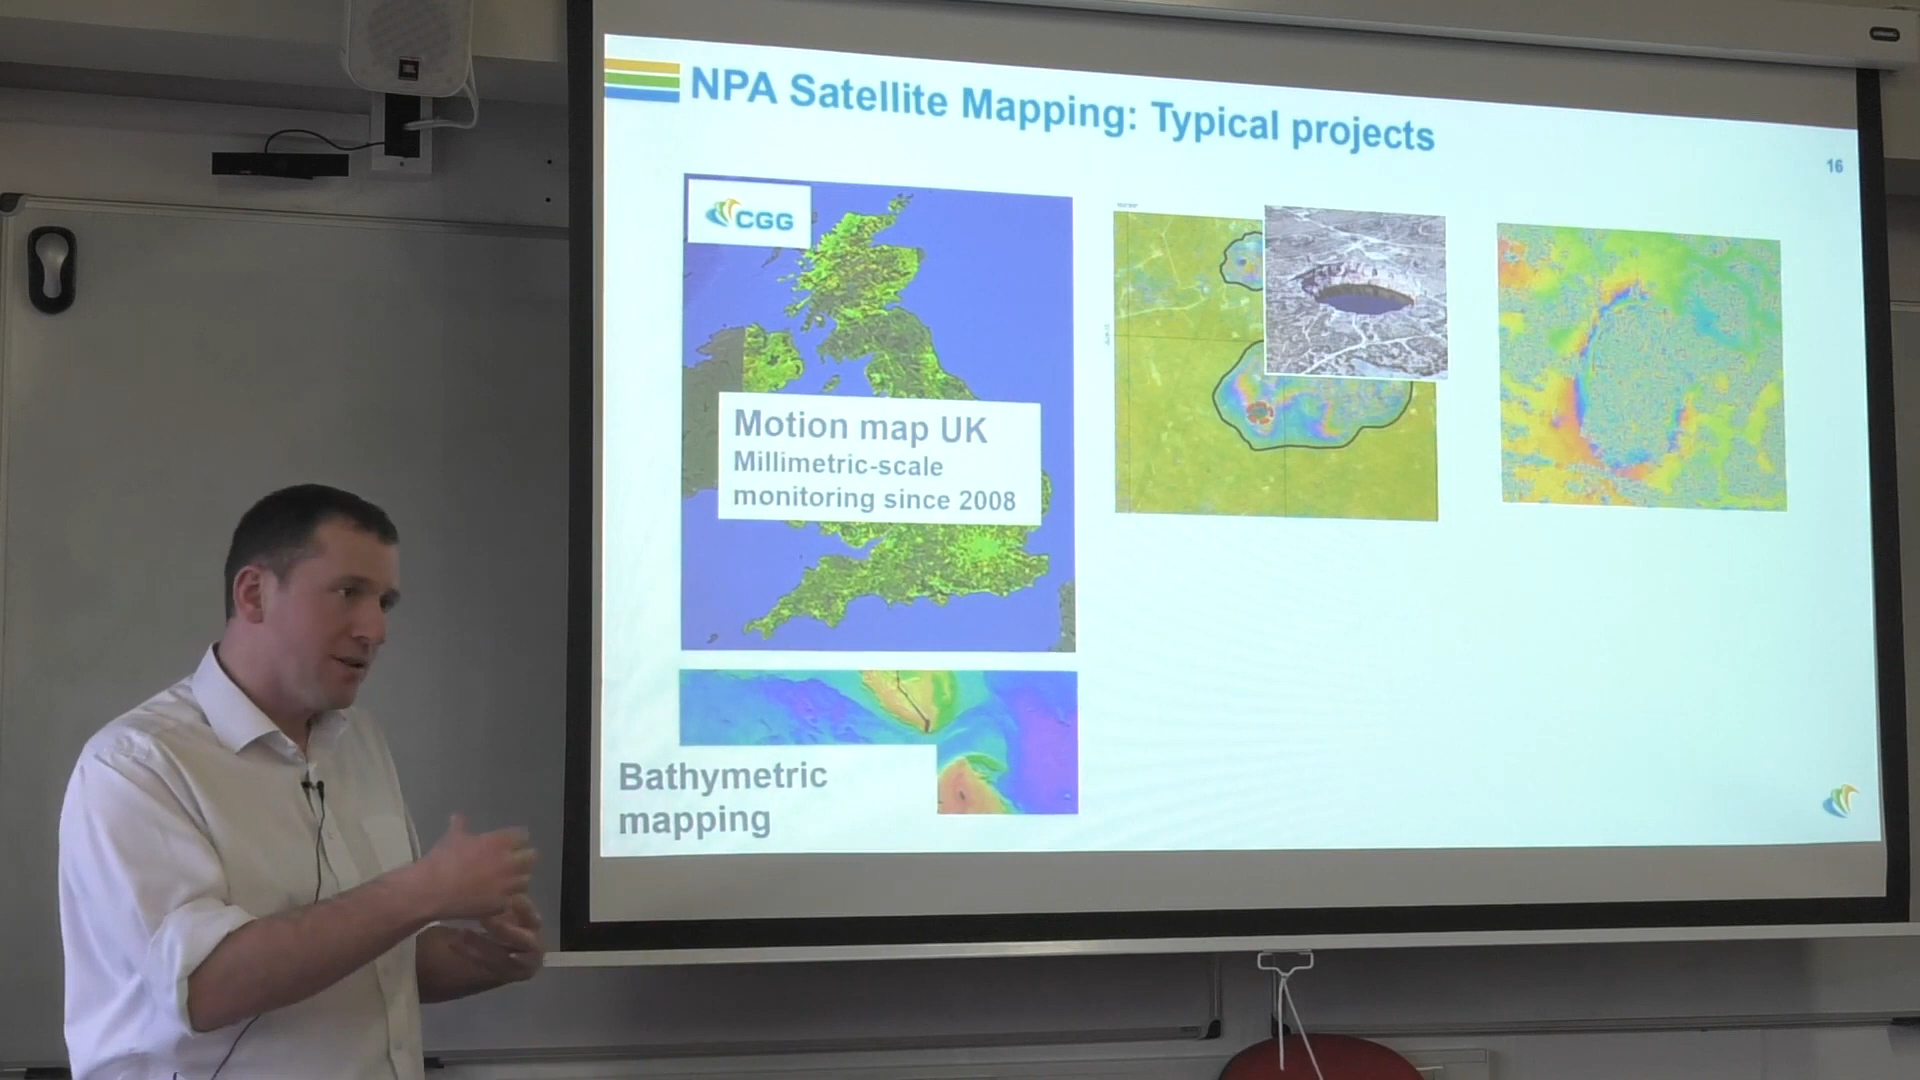 NPA Satellite Mapping: Typical projects
16
CGG
Motion map UK
Millimetric-scale
monitoring since 2008
Bathymetric
mapping